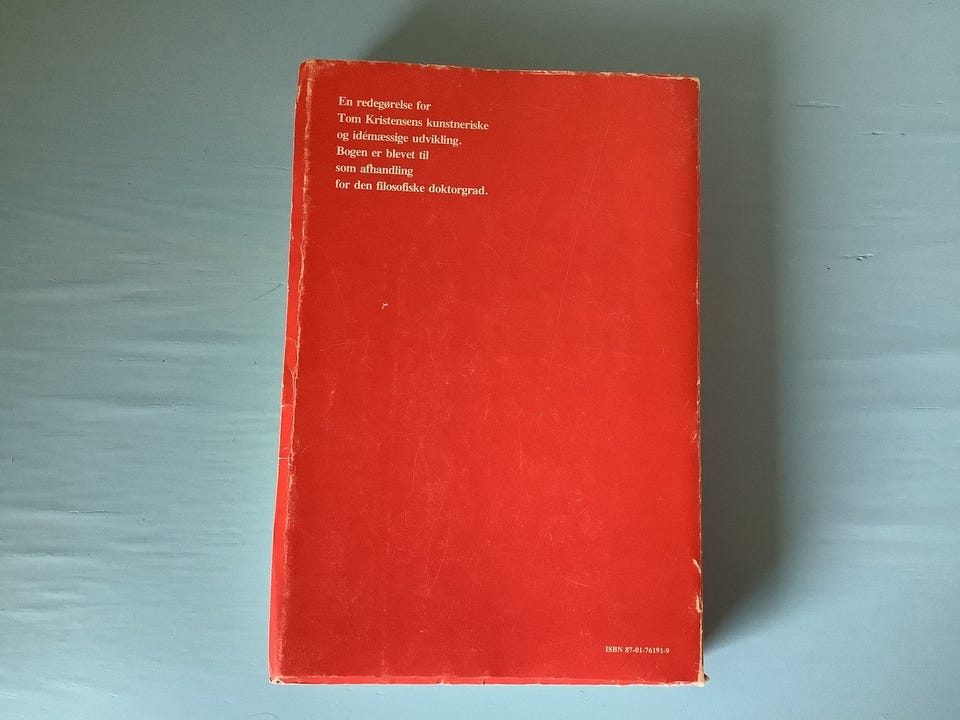 En redegørelse for
Tom Kristensens kunstneriske
og idémæssige udvikling.
Bogen er blevet til
som afhandling
for den filosofiske doktorgrad.
ISBN 87-01-76191-9